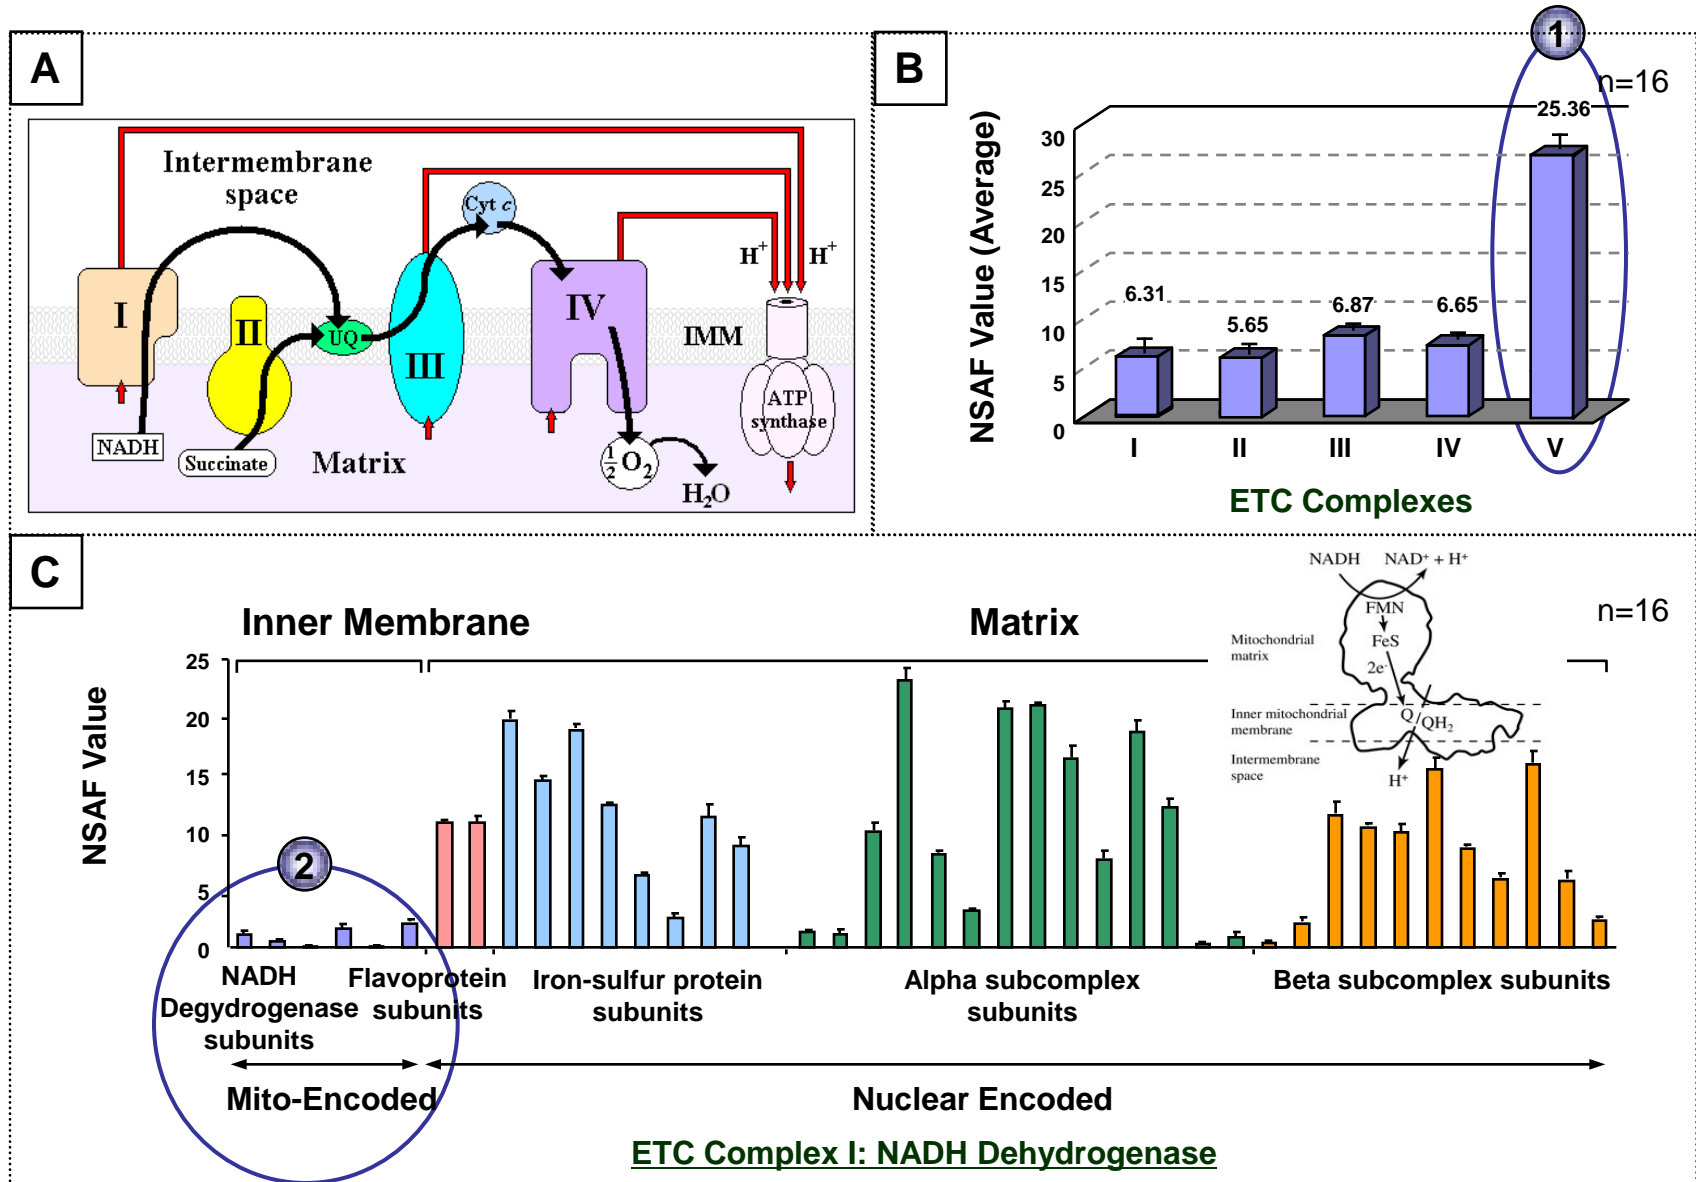 A
Intermembrane
space
Cyt c
H+
H+
I
II
UQ
III
IV
IMM
ATP
synthase
NADH
Succinate
Matrix
½O2
H2O
B
1
n=16
NSAF Value (Average)
30
25
20
15
10
5
0
6.31
5.65
6.87
6.65
25.36
I
II
III
IV
V
ETC Complexes
C
Inner Membrane
Matrix
n=16
NADH
NAD+ + H+
FMN
FeS
2e-
Q/QH2
H+
Mitochondrial
matrix
Inner mitochondrial
membrane
Intermembrane
space
NSAF Value
25
20
15
10
5
0
2
NADH
Degydrogenase
subunits
Flavoprotein
subunits
Iron-sulfur protein
subunits
Alpha subcomplex
subunits
Beta subcomplex subunits
Mito-Encoded
Nuclear Encoded
ETC Complex I: NADH Dehydrogenase